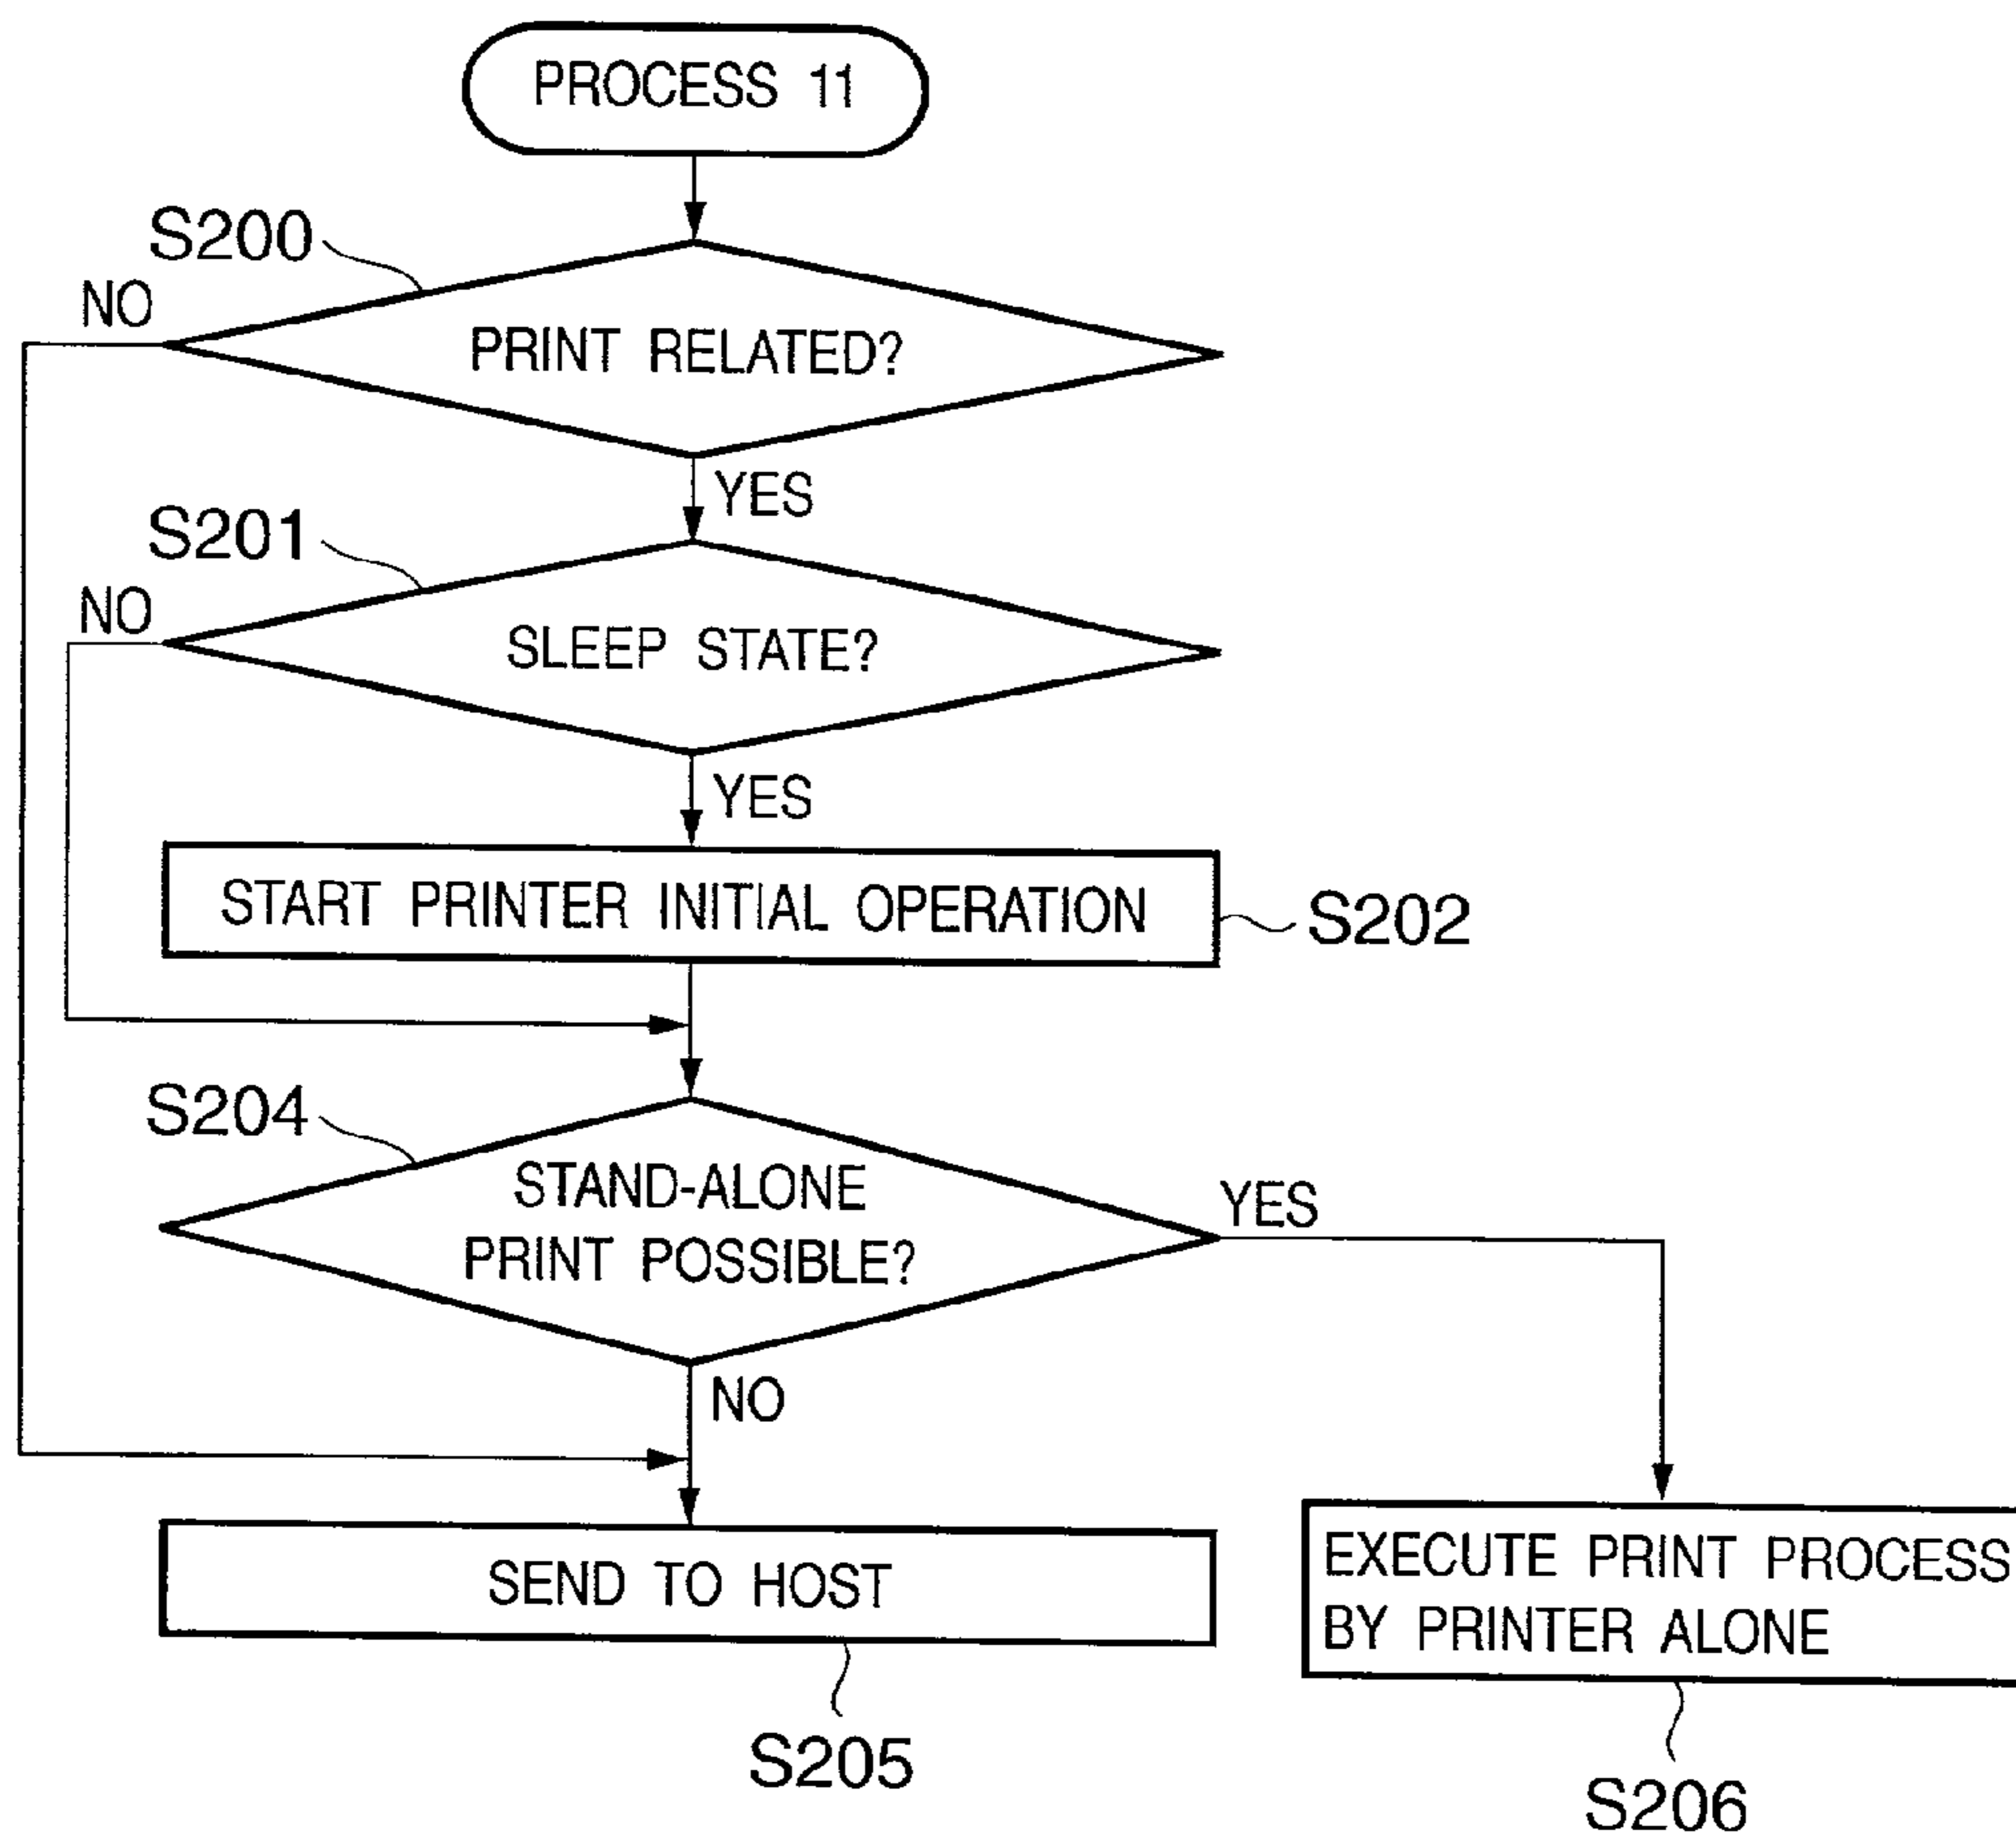 PROCESS 11
S200
NO
PRINT RELATED?
YES
S201
NO
SLEEP STATE?
YES
START PRINTER INITIAL OPERATION
S202
S204
STAND-ALONE
PRINT POSSIBLE?
YES
NO
SEND TO HOST
EXECUTE PRINT PROCESS
BY PRINTER ALONE
S205
S206